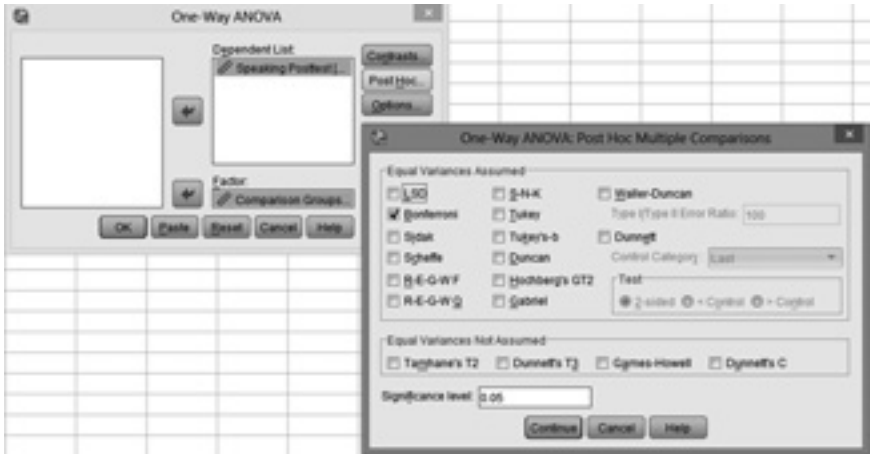 One-Way ANOVA
Dependent List:
Speaking Posttest [...
Contrasts...
Post Hoc...
Options...
Factor:
Comparison Groups...
OK Paste Reset Cancel Help
One-Way ANOVA: Post Hoc Multiple Comparisons
Equal Variances Assumed
LSD S-N-K Waller-Duncan
Bonferroni Tukey Type I/Type II Error Ratio: 100
Sidak Tukey's-b Dunnett
Scheffe Duncan Control Category: Last
R-E-G-W F Hochberg's GT2 Test
R-E-G-W Q Gabriel 2-sided < Control > Control
Equal Variances Not Assumed
Tamhane's T2 Dunnett's T3 Games-Howell Dunnett's C
Significance level: 0.05
Continue Cancel Help